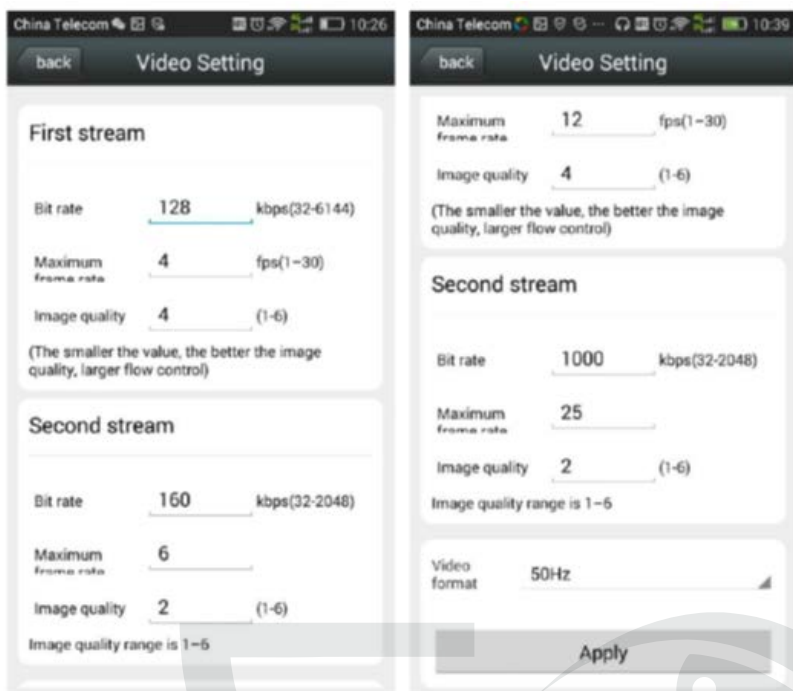 China Telecom 10:26
back Video Setting
First stream
Bit rate 128 kbps(32-6144)
Maximum frame rate 4 fps(1-30)
Image quality 4 (1-6)
(The smaller the value, the better the image
quality, larger flow control)
Second stream
Bit rate 160 kbps(32-2048)
Maximum frame rate 6
Image quality 2 (1-6)
Image quality range is 1-6
China Telecom 10:39
back Video Setting
Maximum frame rate 12 fps(1-30)
Image quality 4 (1-6)
(The smaller the value, the better the image
quality, larger flow control)
Second stream
Bit rate 1000 kbps(32-2048)
Maximum frame rate 25
Image quality 2 (1-6)
Image quality range is 1-6
Video format 50Hz
Apply